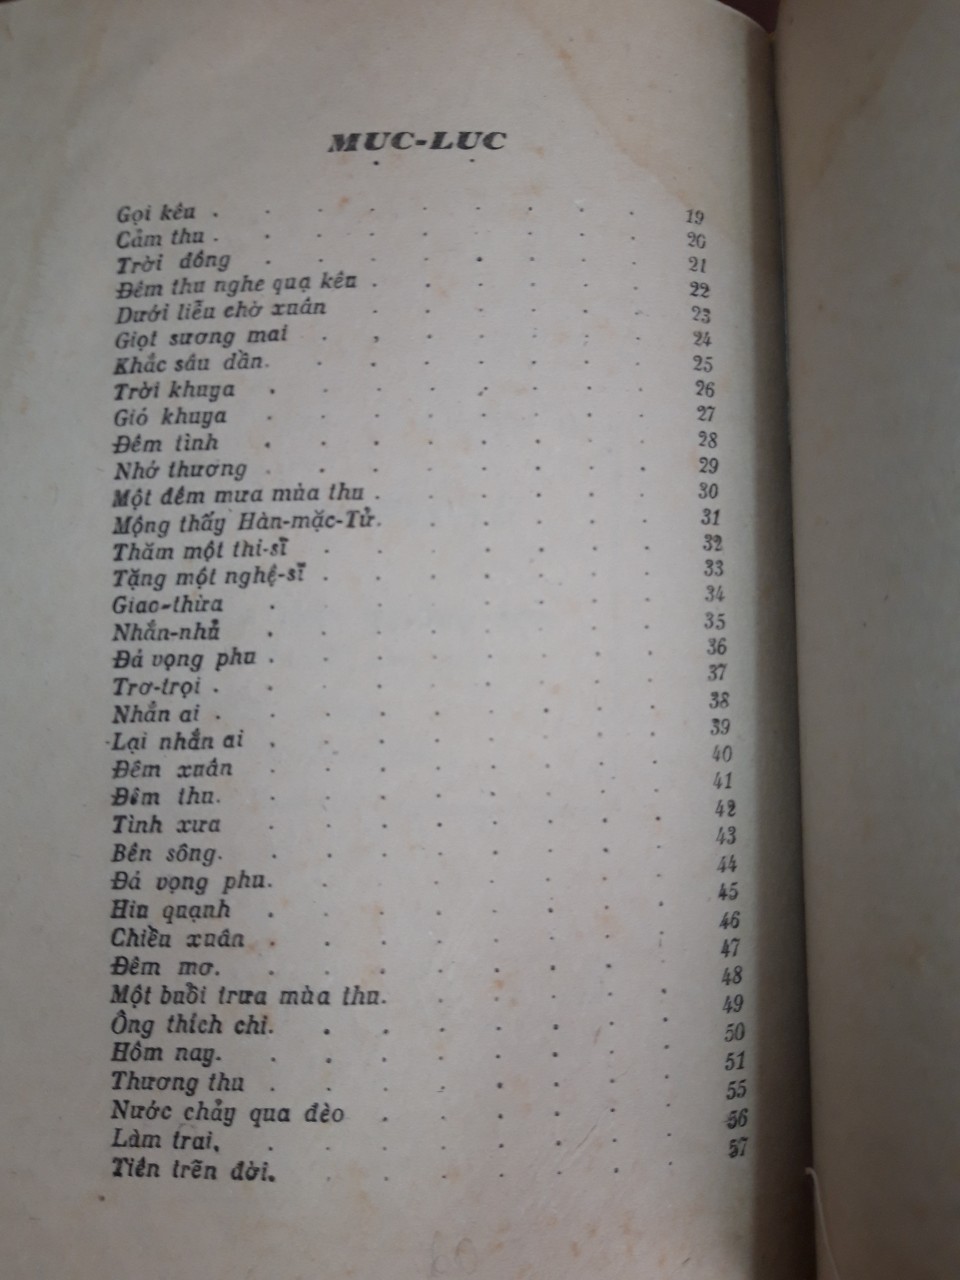 MỤC-LỤC
Gọi kêu . . . . . . . . . 19
Cảm thu . . . . . . . . . 20
Trời đông . . . . . . . . 21
Đêm thu nghe quạ kêu . . . . . . 22
Dưới liễu chờ xuân . . . . . . 23
Giọt sương mai . . . . . . . 24
Khắc sâu dần. . . . . . . . 25
Trời khuya . . . . . . . . 26
Gió khuya . . . . . . . . 27
Đêm tình . . . . . . . . 28
Nhớ thương . . . . . . . . 29
Một đêm mưa mùa thu . . . . . . 30
Mộng thấy Hàn-mặc-Tử. . . . . . 31
Thăm một thi-sĩ . . . . . . . 32
Tặng một nghệ-sĩ . . . . . . . 33
Giao-thừa . . . . . . . . 34
Nhắn-nhủ . . . . . . . . 35
Đá vọng phu . . . . . . . . 36
Trơ-trọi . . . . . . . . . 37
Nhắn ai . . . . . . . . . 38
Lại nhắn ai . . . . . . . . 39
Đêm xuân . . . . . . . . 40
Đêm thu. . . . . . . . . 41
Tình xưa . . . . . . . . 42
Bên sông. . . . . . . . . 43
Đá vọng phu. . . . . . . . 44
Hiu quạnh . . . . . . . . 45
Chiều xuân . . . . . . . . 46
Đêm mơ. . . . . . . . . 47
Một buổi trưa mùa thu. . . . . . 48
Ông thích chi. . . . . . . . 49
Hôm nay. . . . . . . . . 50
Thương thu . . . . . . . . 51
Nước chảy qua đèo . . . . . . 55
Làm trai, . . . . . . . . 56
Tiên trên đời. . . . . . . . 57